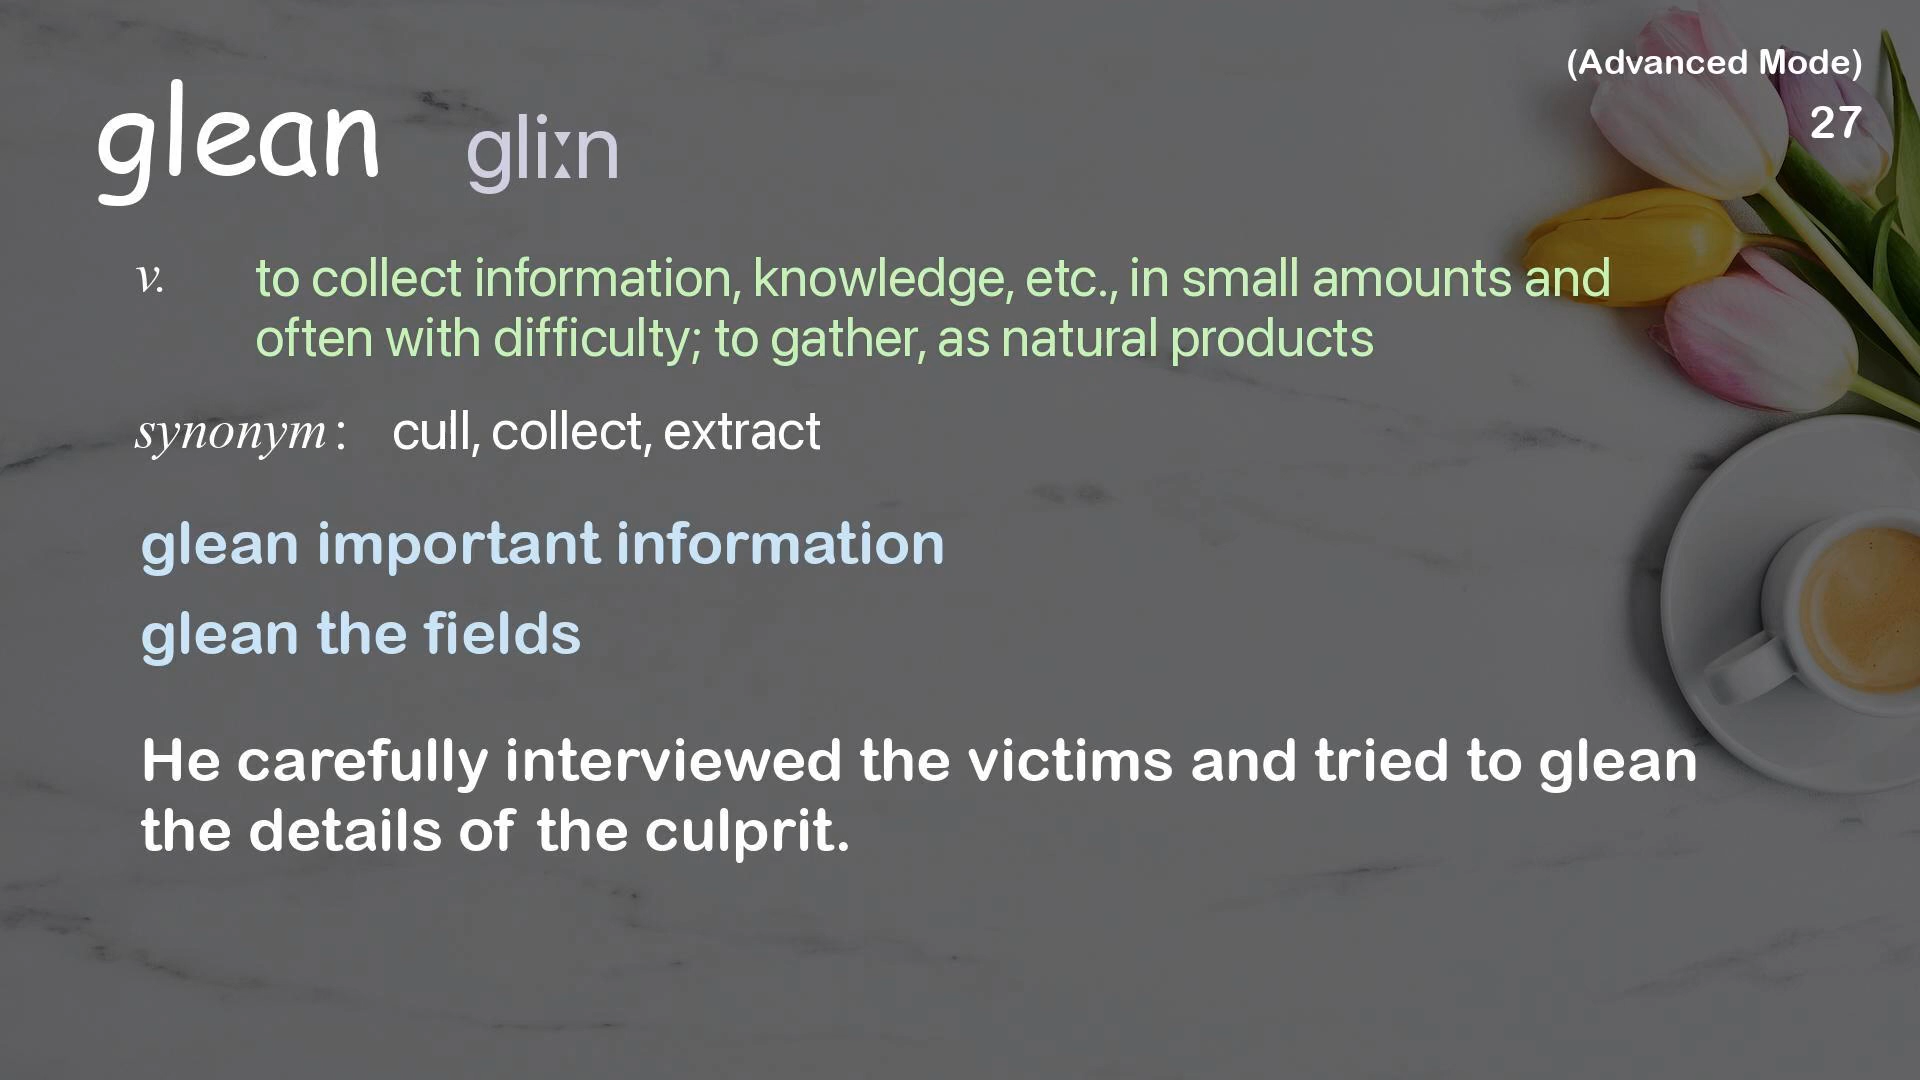 (Advanced Mode)
27
glean gliːn
v. to collect information, knowledge, etc., in small amounts and
often with difficulty; to gather, as natural products
synonym : cull, collect, extract
glean important information
glean the fields
He carefully interviewed the victims and tried to glean
the details of the culprit.